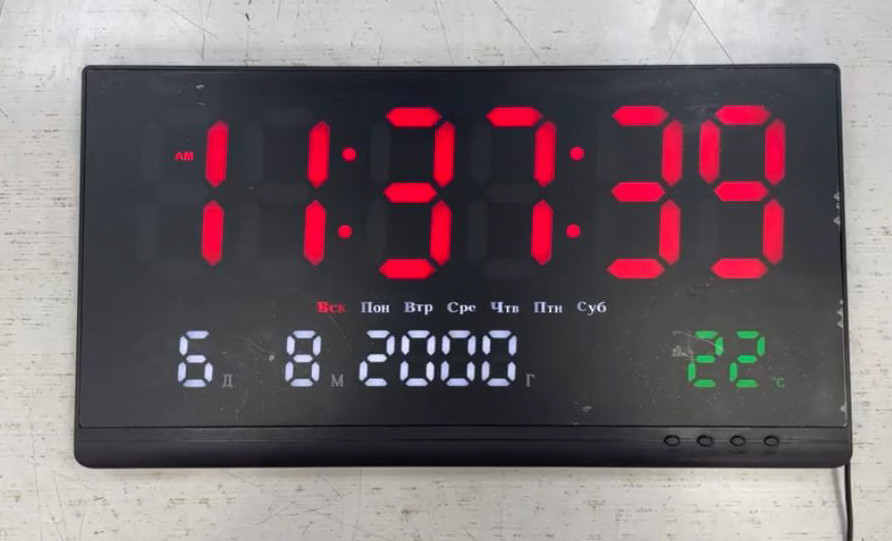 AM 11:37:39
Вск Пон Втр Сре Чтв Птн Суб
6 Д 8 М 2000 Г 22 °C